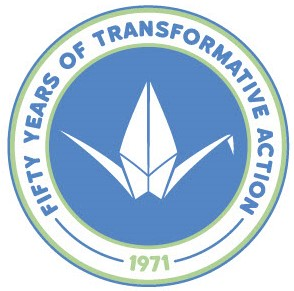 FIFTY YEARS OF TRANSFORMATIVE ACTION
1971